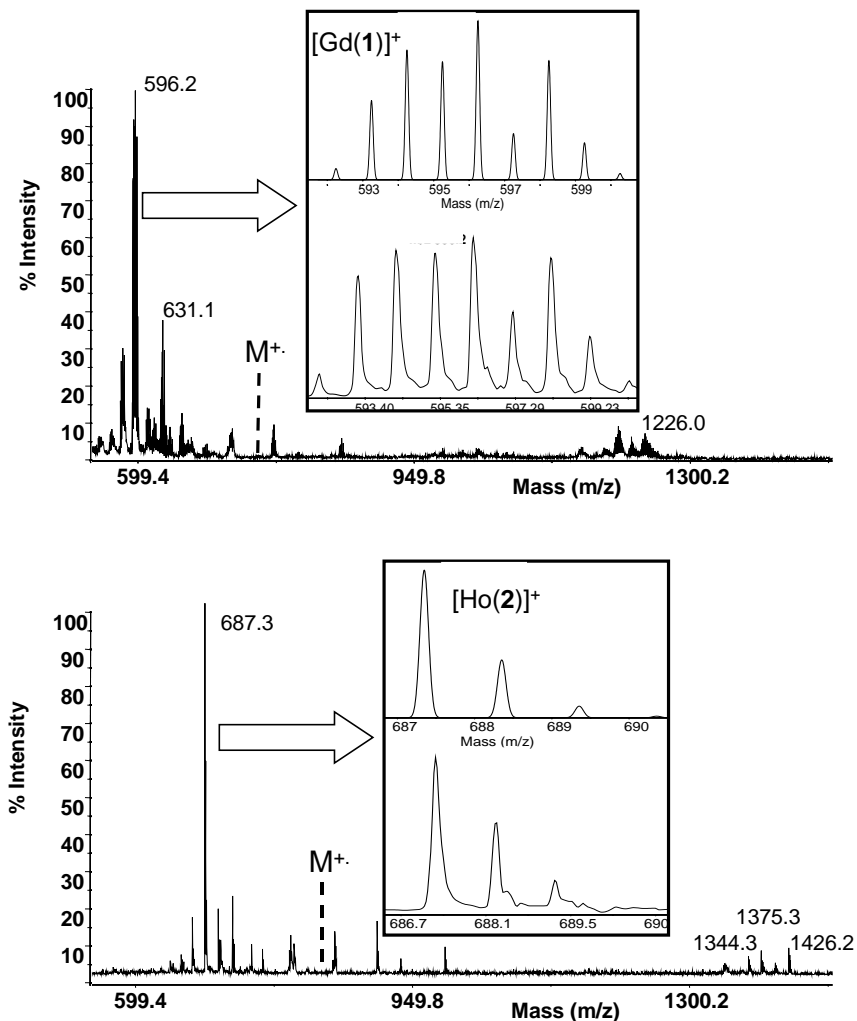 [Gd(1)]⁺
596.2
100
90
80
70
60
50
40
30
20
10
% Intensity
631.1
M⁺·
593 595 597 599
Mass (m/z)
593.40 595.35 597.29 599.23
1226.0
599.4 949.8 1300.2
Mass (m/z)
[Ho(2)]⁺
687.3
100
90
80
70
60
50
40
30
20
10
% Intensity
M⁺·
687 688 689 690
Mass (m/z)
686.7 688.1 689.5 690
1375.3
1344.3 1426.2
599.4 949.8 1300.2
Mass (m/z)